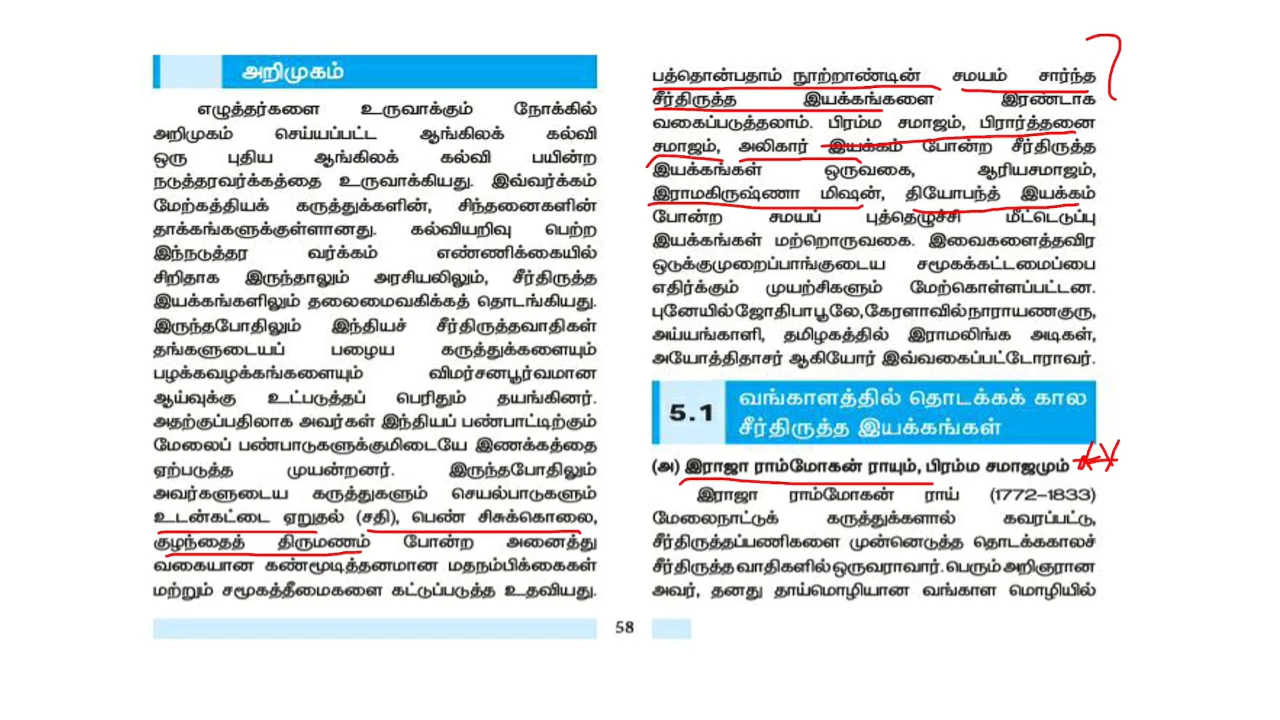 அறிமுகம்
எழுத்தர்களை உருவாக்கும் நோக்கில்
அறிமுகம் செய்யப்பட்ட ஆங்கிலக் கல்வி
ஒரு புதிய ஆங்கிலக் கல்வி பயின்ற
நடுத்தரவர்க்கத்தை உருவாக்கியது. இவ்வர்க்கம்
மேற்கத்தியக் கருத்துக்களின், சிந்தனைகளின்
தாக்கங்களுக்குள்ளானது. கல்வியறிவு பெற்ற
இந்நடுத்தர வர்க்கம் எண்ணிக்கையில்
சிறிதாக இருந்தாலும் அரசியலிலும், சீர்திருத்த
இயக்கங்களிலும் தலைமைவகிக்கத் தொடங்கியது.
இருந்தபோதிலும் இந்தியச் சீர்திருத்தவாதிகள்
தங்களுடையப் பழைய கருத்துக்களையும்
பழக்கவழக்கங்களையும் விமர்சனபூர்வமான
ஆய்வுக்கு உட்படுத்தப் பெரிதும் தயங்கினர்.
அதற்குப்பதிலாக அவர்கள் இந்தியப் பண்பாட்டிற்கும்
மேலைப் பண்பாடுகளுக்குமிடையே இணக்கத்தை
ஏற்படுத்த முயன்றனர். இருந்தபோதிலும்
அவர்களுடைய கருத்துகளும் செயல்பாடுகளும்
உடன்கட்டை ஏறுதல் (சதி), பெண் சிசுக்கொலை,
குழந்தைத் திருமணம் போன்ற அனைத்து
வகையான கண்மூடித்தனமான மதநம்பிக்கைகள்
மற்றும் சமூகத்தீமைகளை கட்டுப்படுத்த உதவியது.
பத்தொன்பதாம் நூற்றாண்டின் சமயம் சார்ந்த
சீர்திருத்த இயக்கங்களை இரண்டாக
வகைப்படுத்தலாம். பிரம்ம சமாஜம், பிரார்த்தனை
சமாஜம், அலிகார் இயக்கம் போன்ற சீர்திருத்த
இயக்கங்கள் ஒருவகை, ஆரியசமாஜம்,
இராமகிருஷ்ணா மிஷன், தியோபந்த் இயக்கம்
போன்ற சமயப் புத்தெழுச்சி மீட்டெடுப்பு
இயக்கங்கள் மற்றொருவகை. இவைகளைத்தவிர
ஒடுக்குமுறைப்பாங்குடைய சமூகக்கட்டமைப்பை
எதிர்க்கும் முயற்சிகளும் மேற்கொள்ளப்பட்டன.
புனேயில் ஜோதிபாபூலே, கேரளாவில் நாராயணகுரு,
அய்யங்காளி, தமிழகத்தில் இராமலிங்க அடிகள்,
அயோத்திதாசர் ஆகியோர் இவ்வகைப்பட்டோராவர்.
5.1 வங்காளத்தில் தொடக்கக் கால
சீர்திருத்த இயக்கங்கள்
(அ) இராஜா ராம்மோகன் ராயும், பிரம்ம சமாஜமும்
இராஜா ராம்மோகன் ராய் (1772–1833)
மேலைநாட்டுக் கருத்துக்களால் கவரப்பட்டு,
சீர்திருத்தப்பணிகளை முன்னெடுத்த தொடக்ககாலச்
சீர்திருத்த வாதிகளில் ஒருவராவார். பெரும் அறிஞரான
அவர், தனது தாய்மொழியான வங்காள மொழியில்
58